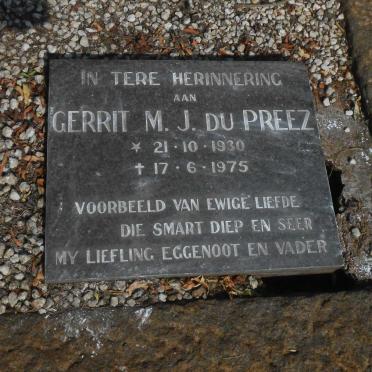 IN TERE HERINNERING
AAN
GERRIT M. J. DU PREEZ
* 21·10·1930
✝ 17·6·1975
VOORBEELD VAN EWIGE LIEFDE
DIE SMART DIEP EN SEER
MY LIEFLING EGGENOOT EN VADER